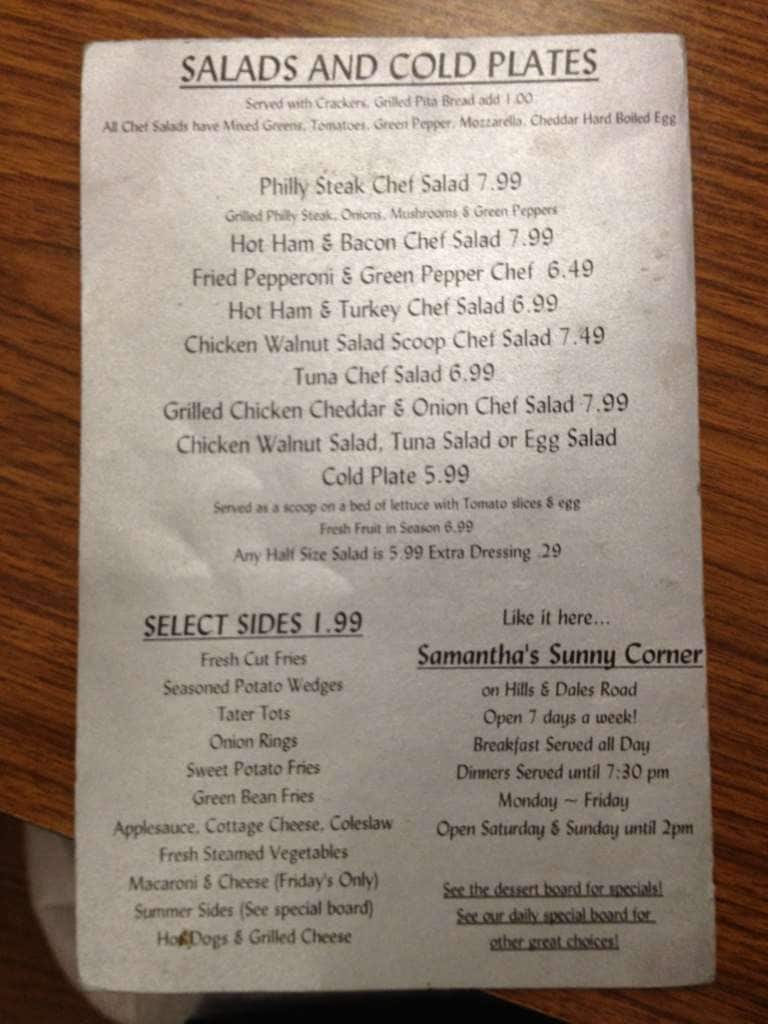 SALADS AND COLD PLATES
Served with Crackers, Grilled Pita Bread add 1.00
All Chef Salads have Mixed Greens, Tomatoes, Green Pepper, Mozzarella, Cheddar Hard Boiled Egg
Philly Steak Chef Salad 7.99
Grilled Philly Steak, Onions, Mushrooms & Green Peppers
Hot Ham & Bacon Chef Salad 7.99
Fried Pepperoni & Green Pepper Chef 6.49
Hot Ham & Turkey Chef Salad 6.99
Chicken Walnut Salad Scoop Chef Salad 7.49
Tuna Chef Salad 6.99
Grilled Chicken Cheddar & Onion Chef Salad 7.99
Chicken Walnut Salad, Tuna Salad or Egg Salad
Cold Plate 5.99
Served as a scoop on a bed of lettuce with Tomato slices & egg
Fresh Fruit in Season 6.99
Any Half Size Salad is 5.99 Extra Dressing .29
SELECT SIDES 1.99
Fresh Cut Fries
Seasoned Potato Wedges
Tater Tots
Onion Rings
Sweet Potato Fries
Green Bean Fries
Applesauce, Cottage Cheese, Coleslaw
Fresh Steamed Vegetables
Macaroni & Cheese (Friday's Only)
Summer Sides (See special board)
Hot Dogs & Grilled Cheese
Like it here...
Samantha's Sunny Corner
on Hills & Dales Road
Open 7 days a week!
Breakfast Served all Day
Dinners Served until 7:30 pm
Monday ~ Friday
Open Saturday & Sunday until 2pm
See the dessert board for specials!
See our daily special board for
other great choices!